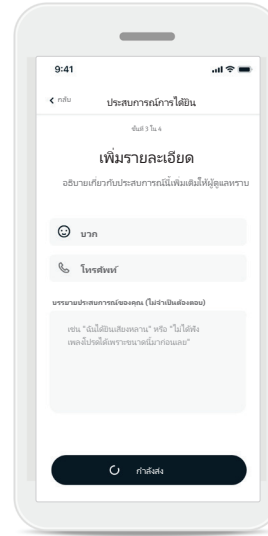 9:41
กลับ
ประสบการณ์การได้ยิน
ขั้นที่ 3 ใน 4
เพิ่มรายละเอียด
อธิบายเกี่ยวกับประสบการณ์นี้เพิ่มเติมให้ผู้ดูแลทราบ
บวก
โทรศัพท์
บรรยายประสบการณ์ของคุณ (ไม่จำเป็นต้องตอบ)
เช่น "ฉันได้ยินเสียงหลาน" หรือ "ไม่ได้ฟัง
เพลงโปรดได้เพราะขนาดนี้มาก่อนเลย"
กำลังส่ง